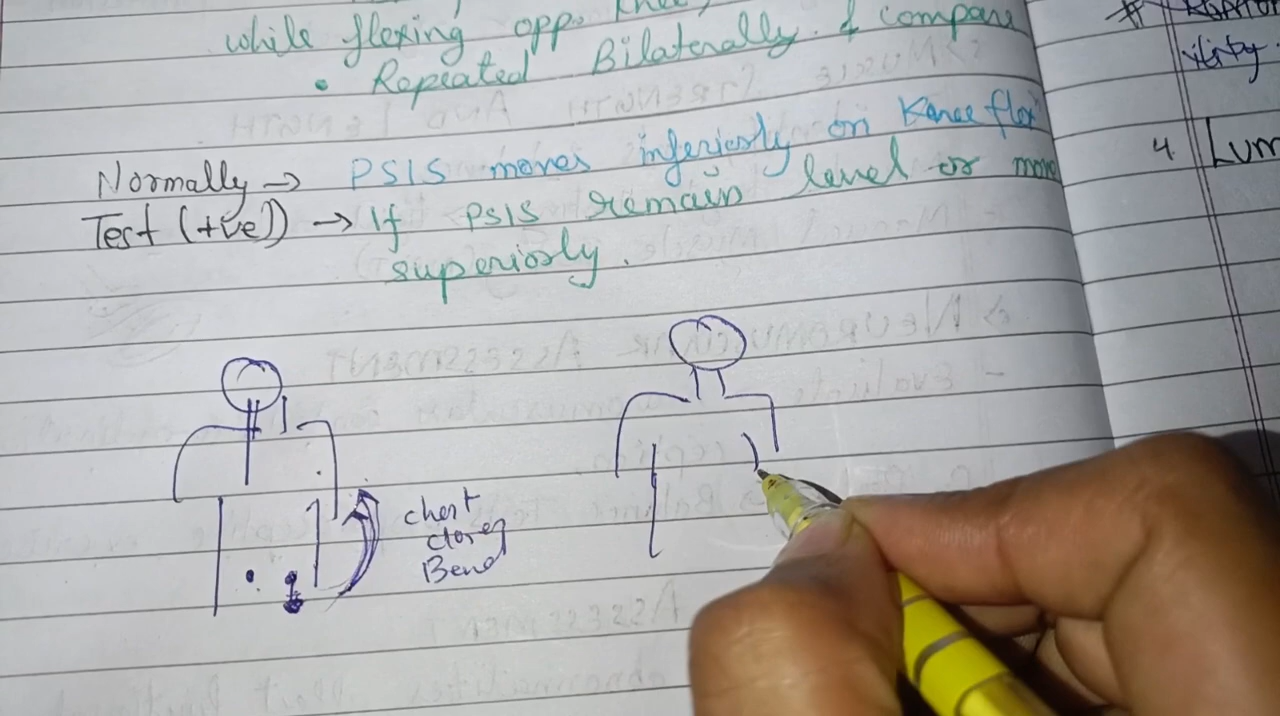 while flexing opp. knee,
• Repeated Bilaterally. & compare
Normally → PSIS moves inferiorly on Knee flex
Test (+ve)) → If PSIS remain level or move
superiorly.
chest
Bend
#
ility.
4. Lum